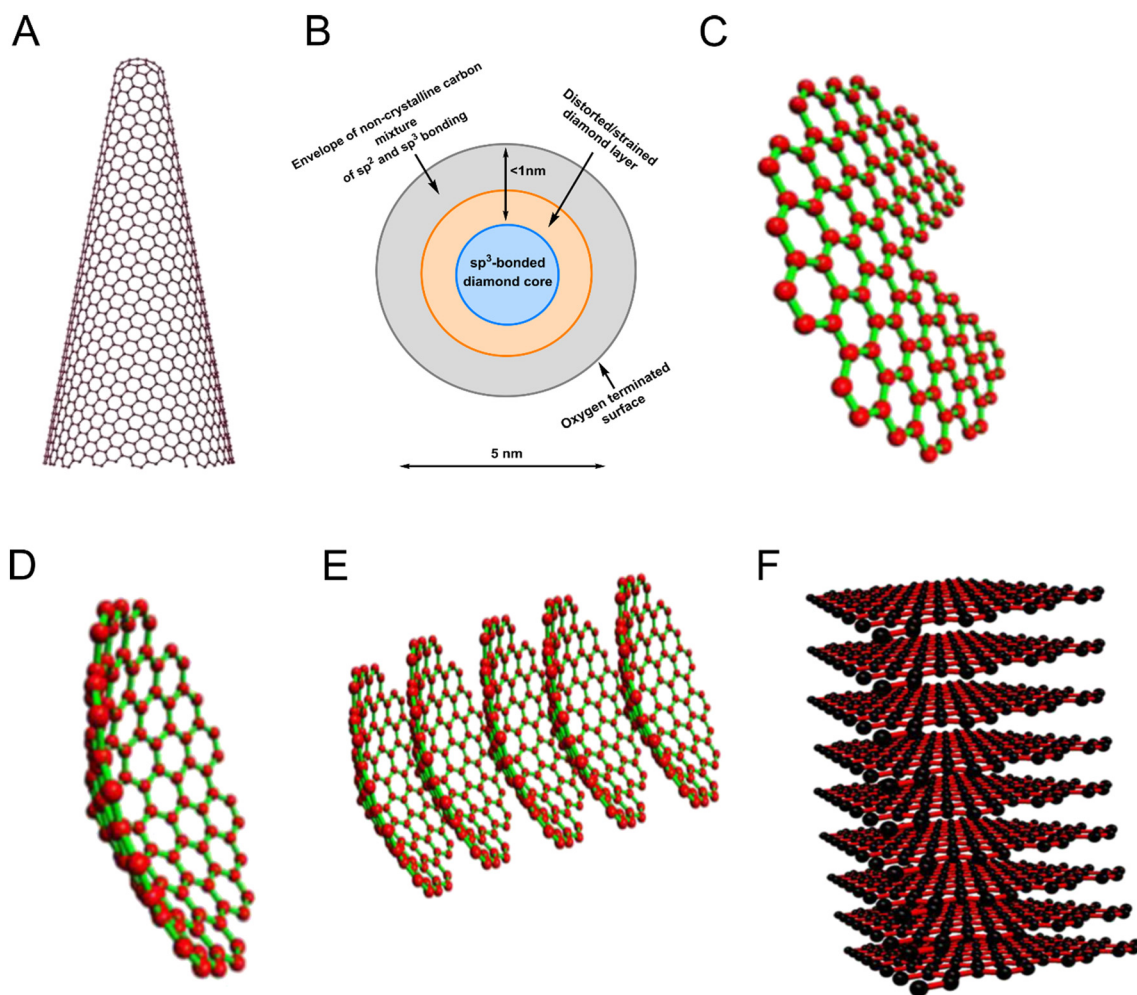 A
B
C
Envelope of non-crystalline carbon
mixture
of sp² and sp³ bonding
Distorted/strained
diamond layer
<1nm
sp³-bonded
diamond core
Oxygen terminated
surface
5 nm
D
E
F